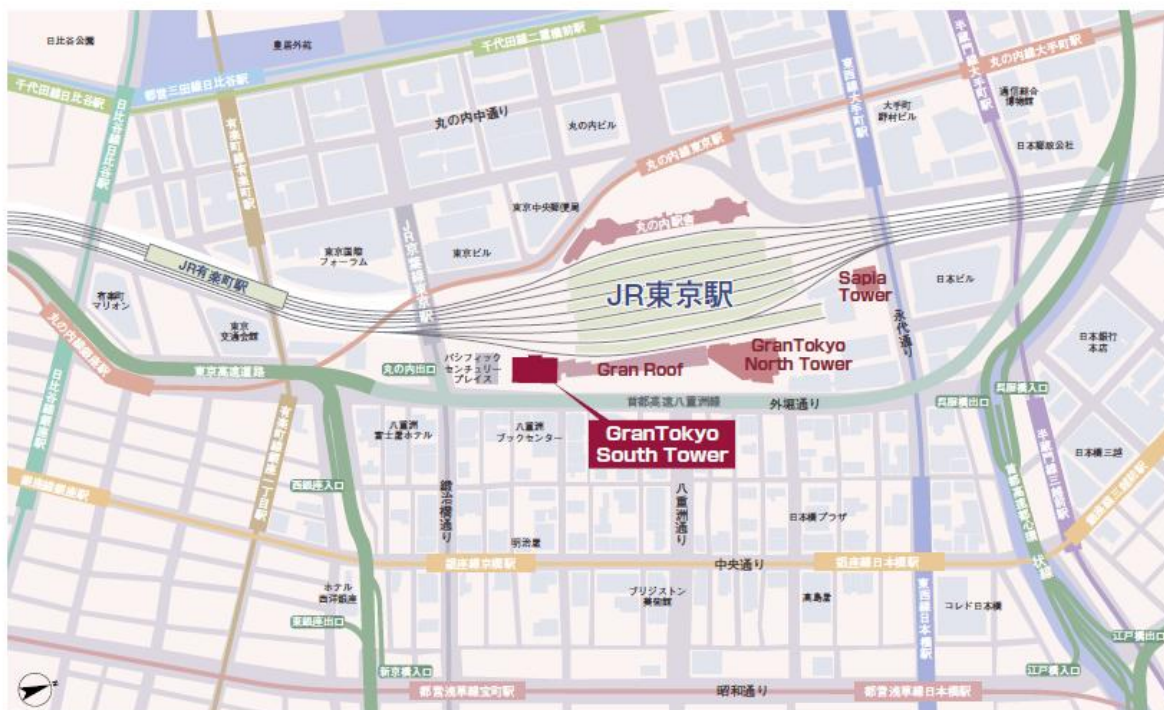 日比谷公園
皇居外苑
千代田線二重橋前駅
千代田線日比谷駅
都営三田線日比谷駅
日比谷線日比谷駅
有楽町線有楽町駅
丸の内中通り
丸の内ビル
東西線大手町駅
半蔵門線大手町駅
丸の内線大手町駅
大手町
野村ビル
通信総合
博物館
日本郵政公社
丸の内線東京駅
東京中央郵便局
丸の内駅舎
東京国際
フォーラム
東京ビル
JR京葉線東京駅
JR有楽町駅
JR東京駅
Sapia
Tower
日本ビル
有楽町
マリオン
東京
交通会館
丸の内線銀座駅
日比谷線銀座駅
東京高速道路
丸の内出口
パシフィック
センチュリー
プレイス
Gran Roof
GranTokyo
North Tower
永代通り
日本銀行
本店
首都高速八重洲線
外堀通り
呉服橋入口
呉服橋出口
八重洲
富士屋ホテル
八重洲
ブックセンター
GranTokyo
South Tower
有楽町線銀座一丁目駅
西銀座入口
銀座線銀座駅
鍛治橋通り
八重洲通り
日本橋プラザ
首都高速都心環状線
半蔵門線三越前駅
日本橋三越
銀座線三越前駅
明治屋
銀座線京橋駅
中央通り
銀座線日本橋駅
ホテル
西洋銀座
ブリジストン
美術館
高島屋
東西線日本橋駅
コレド日本橋
東銀座出口
新京橋入口
江戸橋出口
江戸橋入口
都営浅草線宝町駅
昭和通り
都営浅草線日本橋駅
N